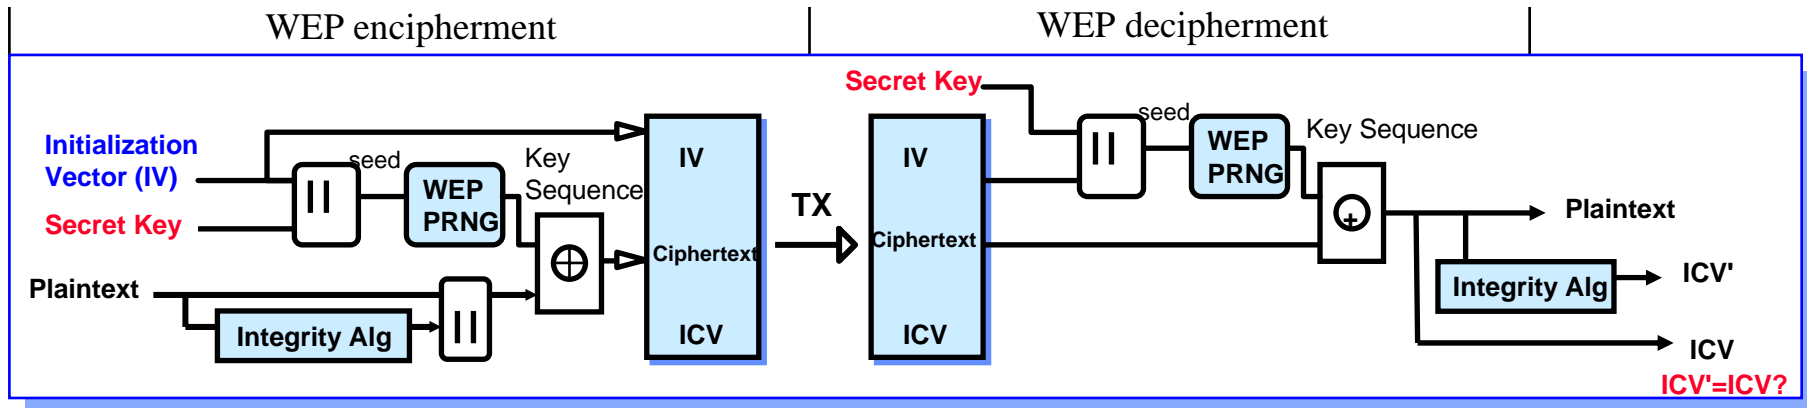 WEP encipherment
WEP decipherment
Initialization
Vector (IV)
Secret Key
Plaintext
||
seed
WEP
PRNG
Key
Sequence
Integrity Alg
||
IV
Ciphertext
ICV
TX
Secret Key
IV
Ciphertext
ICV
||
seed
WEP
PRNG
Key Sequence
+
Plaintext
Integrity Alg
ICV'
ICV
ICV'=ICV?